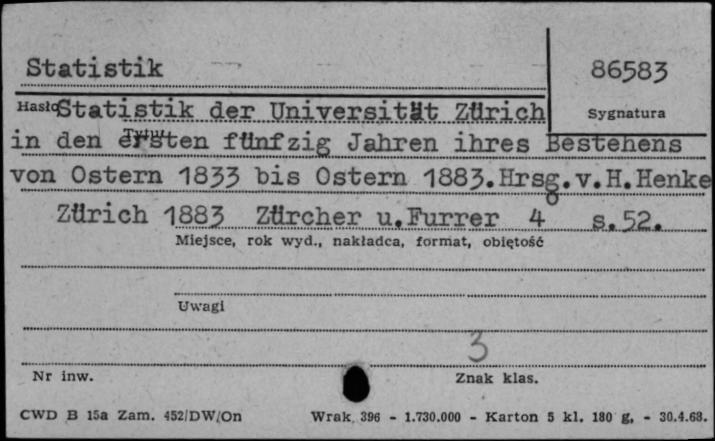 Statistik
86583
Hasło Statistik der Universität Zürich
Sygnatura
in den ersten fünfzig Jahren ihres Bestehens
Tytuł
von Ostern 1833 bis Ostern 1883. Hrsg. v. H. Henke
Zürich 1883 Zürcher u. Furrer 4° s. 52.
Miejsce, rok wyd., nakładca, format, obiętość
Uwagi
3
Nr inw.
Znak klas.
CWD B 15a Zam. 452/DW/On Wrak 396 - 1.730.000 - Karton 5 kl. 180 g, - 30.4.68.